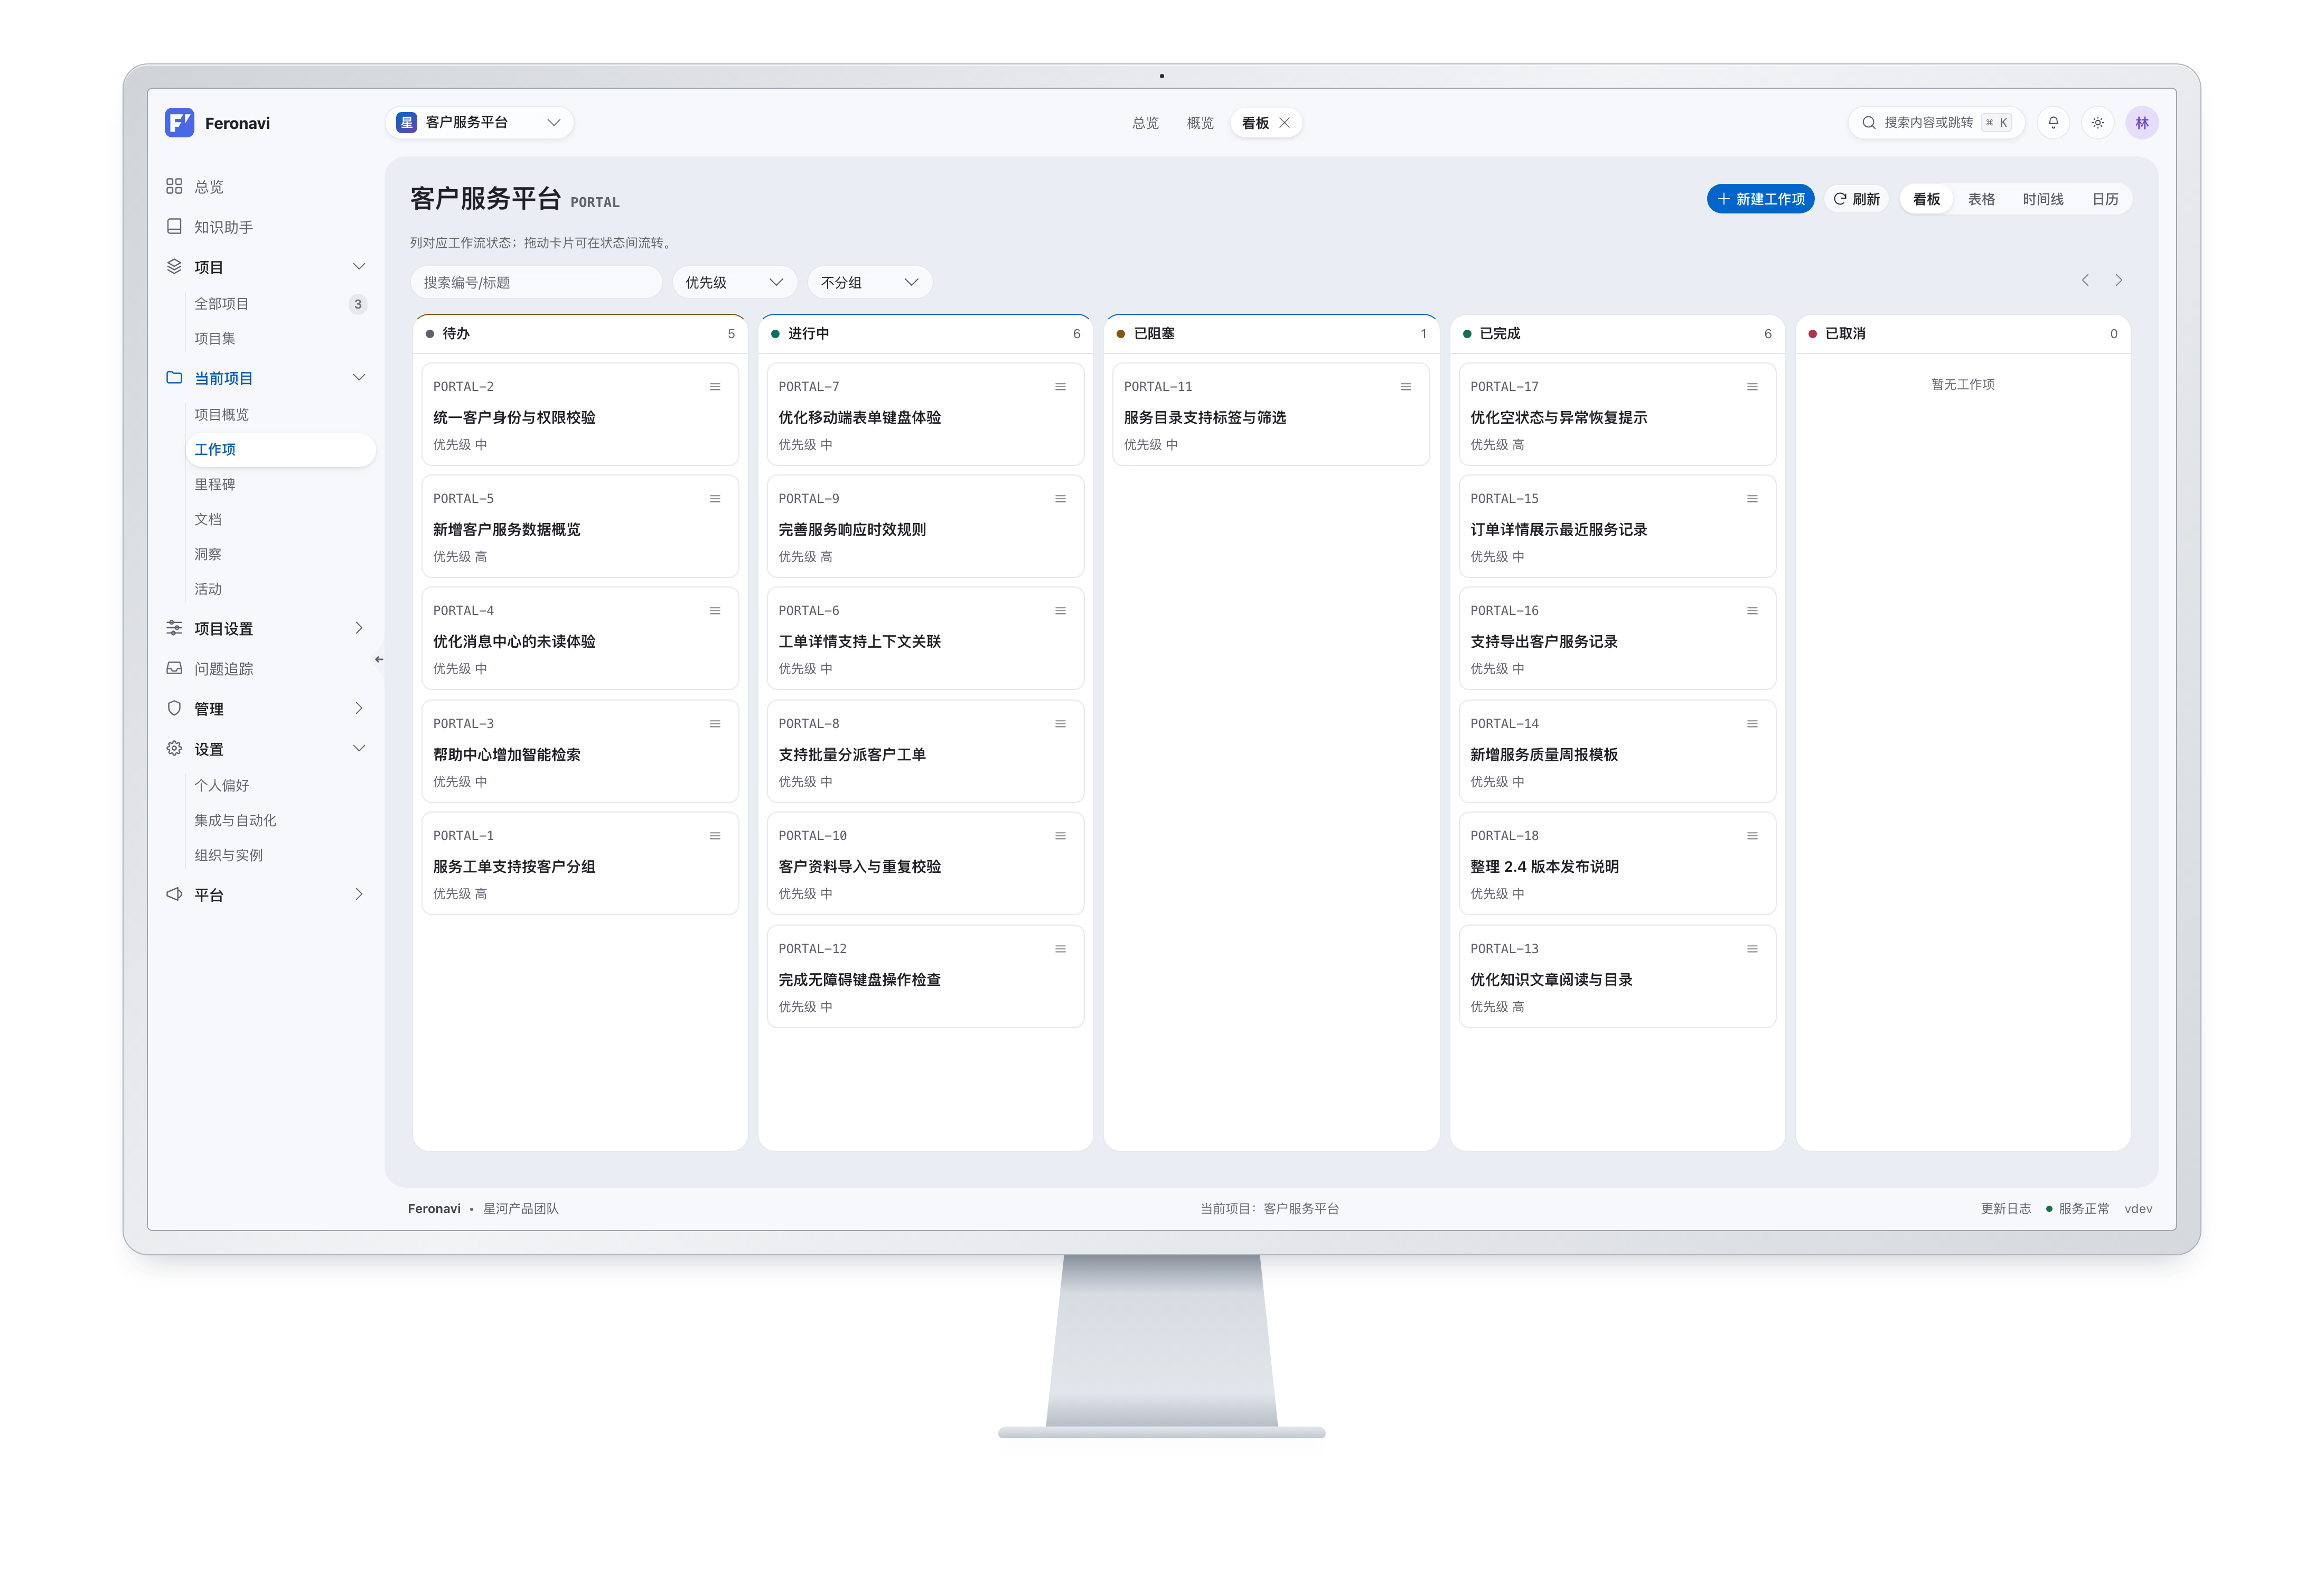 Feronavi
星 客户服务平台
总览 概览 看板
搜索内容或跳转 ⌘ K
林
总览
知识助手
项目
全部项目 3
项目集
当前项目
项目概览
工作项
里程碑
文档
洞察
活动
项目设置
问题追踪
管理
设置
个人偏好
集成与自动化
组织与实例
平台
客户服务平台 PORTAL
新建工作项 刷新 看板 表格 时间线 日历
列对应工作流状态；拖动卡片可在状态间流转。
搜索编号/标题 优先级 不分组
待办 5
PORTAL-2
统一客户身份与权限校验
优先级 中
PORTAL-5
新增客户服务数据概览
优先级 高
PORTAL-4
优化消息中心的未读体验
优先级 中
PORTAL-3
帮助中心增加智能检索
优先级 中
PORTAL-1
服务工单支持按客户分组
优先级 高
进行中 6
PORTAL-7
优化移动端表单键盘体验
优先级 中
PORTAL-9
完善服务响应时效规则
优先级 高
PORTAL-6
工单详情支持上下文关联
优先级 中
PORTAL-8
支持批量分派客户工单
优先级 中
PORTAL-10
客户资料导入与重复校验
优先级 中
PORTAL-12
完成无障碍键盘操作检查
优先级 中
已阻塞 1
PORTAL-11
服务目录支持标签与筛选
优先级 中
已完成 6
PORTAL-17
优化空状态与异常恢复提示
优先级 高
PORTAL-15
订单详情展示最近服务记录
优先级 中
PORTAL-16
支持导出客户服务记录
优先级 中
PORTAL-14
新增服务质量周报模板
优先级 中
PORTAL-18
整理 2.4 版本发布说明
优先级 中
PORTAL-13
优化知识文章阅读与目录
优先级 高
已取消 0
暂无工作项
Feronavi • 星河产品团队
当前项目：客户服务平台
更新日志 服务正常 vdev